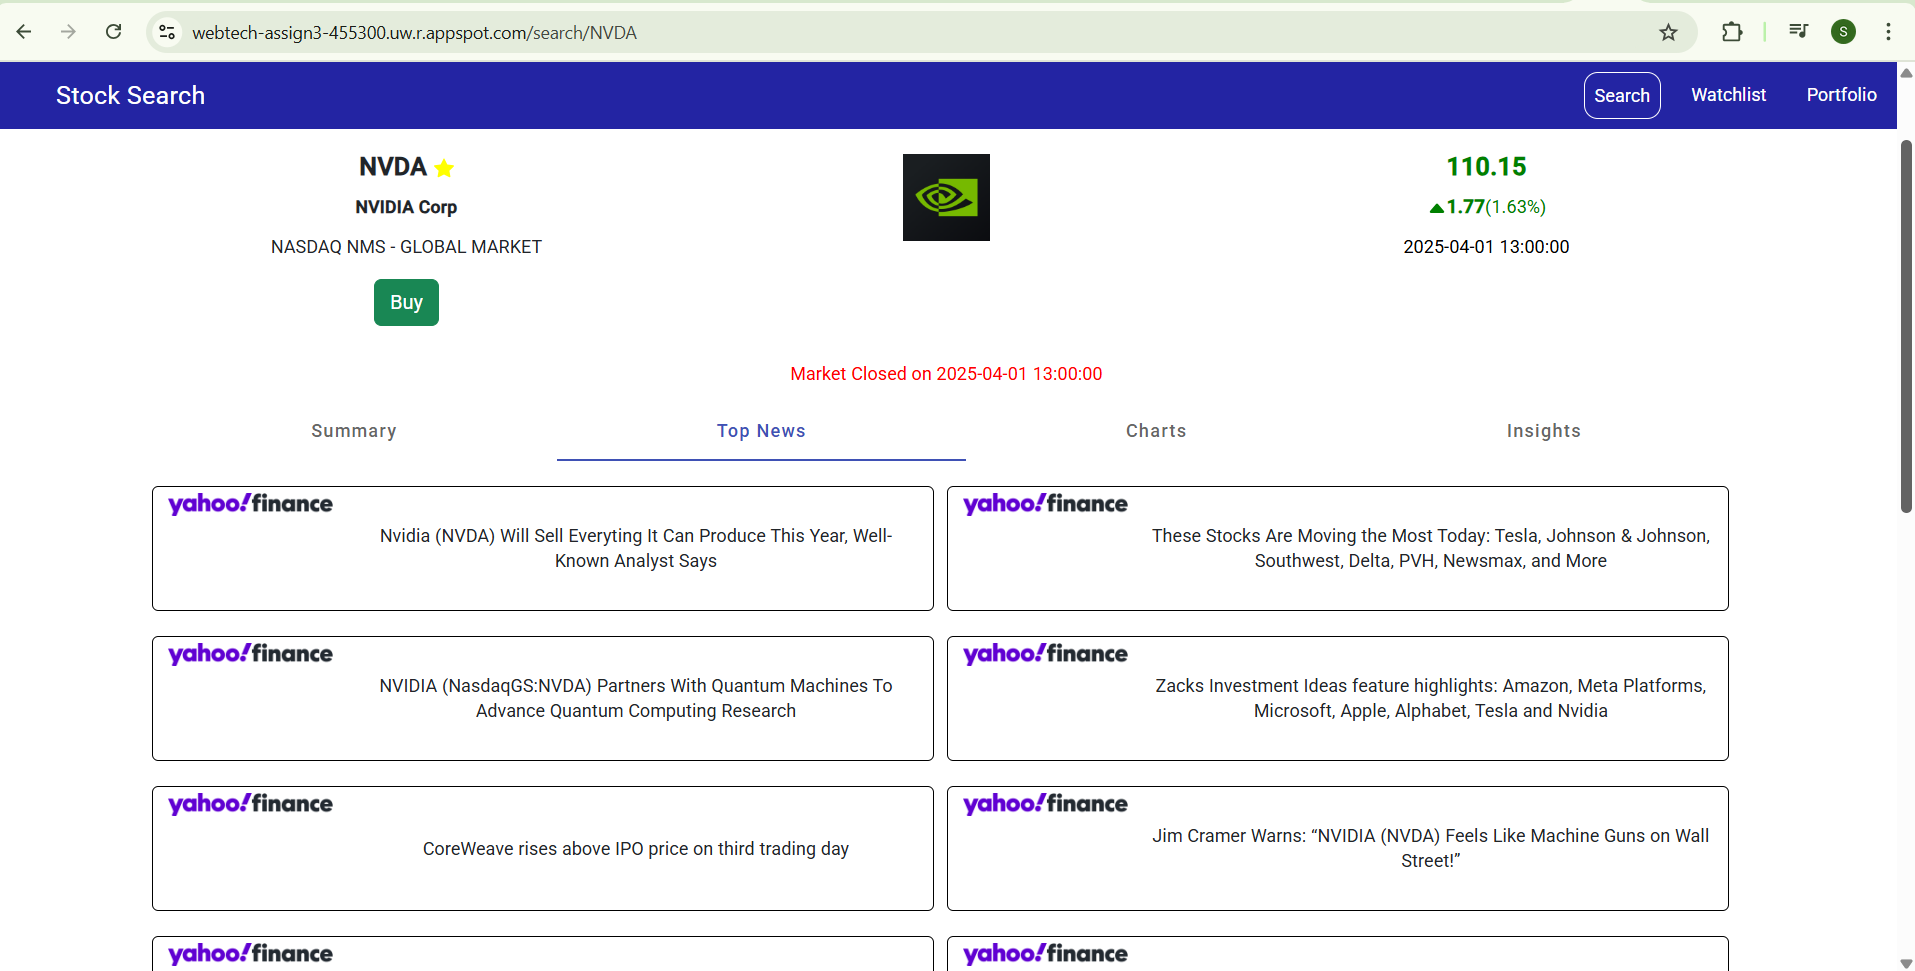 webtech-assign3-455300.uw.r.appspot.com/search/NVDA
S
Stock Search
Search
Watchlist
Portfolio
NVDA
NVIDIA Corp
NASDAQ NMS - GLOBAL MARKET
Buy
110.15
1.77(1.63%)
2025-04-01 13:00:00
Market Closed on 2025-04-01 13:00:00
Summary
Top News
Charts
Insights
yahoo!finance
Nvidia (NVDA) Will Sell Everyting It Can Produce This Year, Well-
Known Analyst Says
yahoo!finance
These Stocks Are Moving the Most Today: Tesla, Johnson & Johnson,
Southwest, Delta, PVH, Newsmax, and More
yahoo!finance
NVIDIA (NasdaqGS:NVDA) Partners With Quantum Machines To
Advance Quantum Computing Research
yahoo!finance
Zacks Investment Ideas feature highlights: Amazon, Meta Platforms,
Microsoft, Apple, Alphabet, Tesla and Nvidia
yahoo!finance
CoreWeave rises above IPO price on third trading day
yahoo!finance
Jim Cramer Warns: “NVIDIA (NVDA) Feels Like Machine Guns on Wall
Street!”
yahoo!finance
yahoo!finance